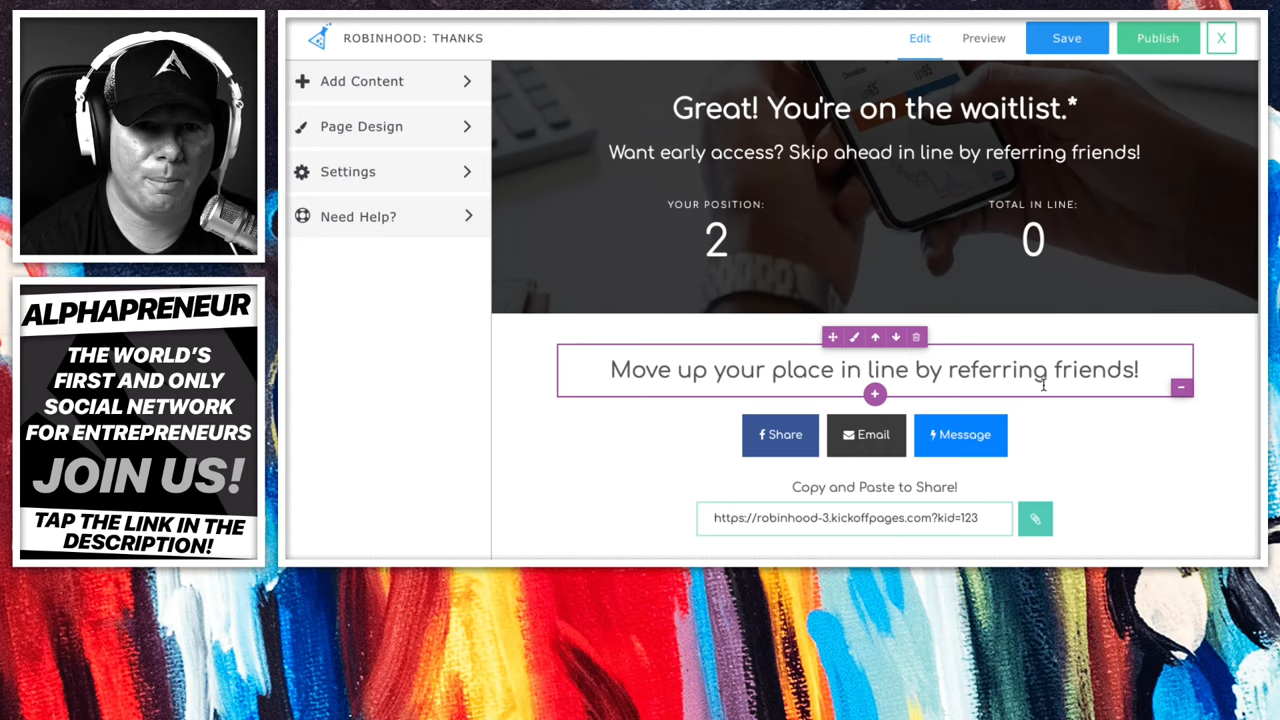 ALPHAPRENEUR
THE WORLD'S
FIRST AND ONLY
SOCIAL NETWORK
FOR ENTREPRENEURS
JOIN US!
TAP THE LINK IN THE
DESCRIPTION!
ROBINHOOD: THANKS
Edit
Preview
Save
Publish
X
Add Content
Page Design
Settings
Need Help?
Great! You're on the waitlist.*
Want early access? Skip ahead in line by referring friends!
YOUR POSITION:
2
TOTAL IN LINE:
0
Move up your place in line by referring friends!
Share
Email
Message
Copy and Paste to Share!
https://robinhood-3.kickoffpages.com?kid=123